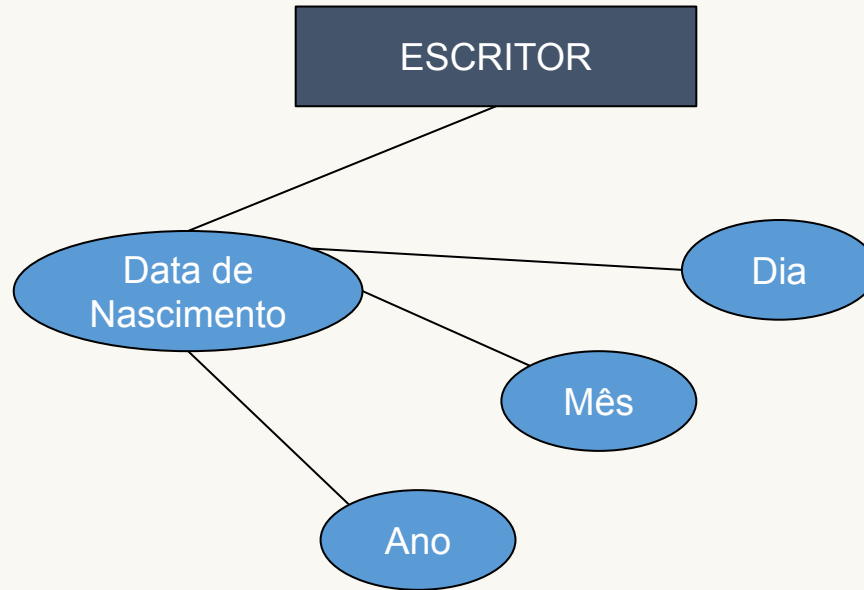 ESCRITOR
Data de
Nascimento
Dia
Mês
Ano